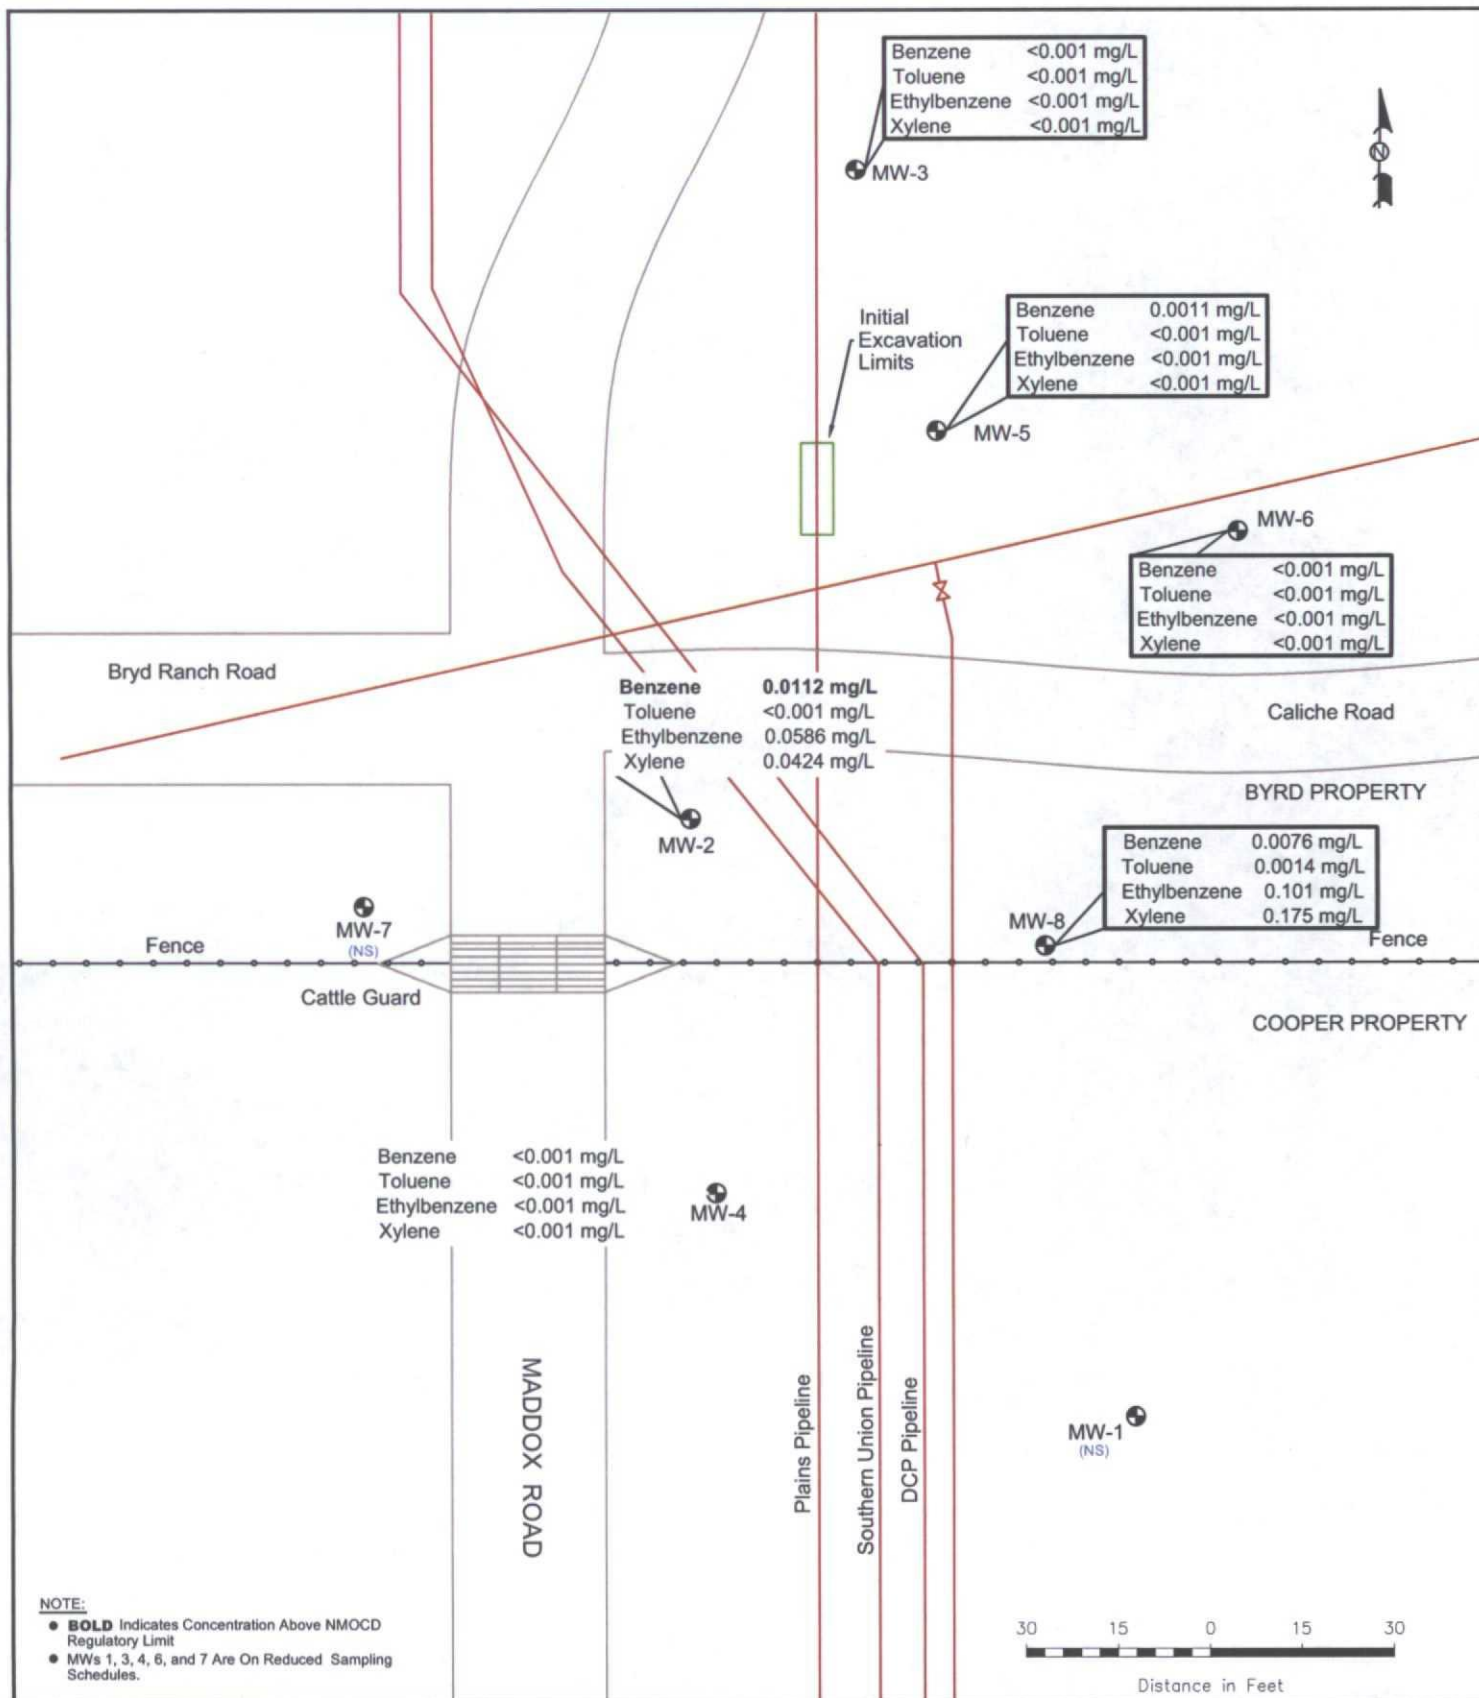 Benzene <0.001 mg/L
Toluene <0.001 mg/L
Ethylbenzene <0.001 mg/L
Xylene <0.001 mg/L
MW-3
N
Initial
Excavation
Limits
Benzene 0.0011 mg/L
Toluene <0.001 mg/L
Ethylbenzene <0.001 mg/L
Xylene <0.001 mg/L
MW-5
MW-6
Benzene <0.001 mg/L
Toluene <0.001 mg/L
Ethylbenzene <0.001 mg/L
Xylene <0.001 mg/L
Bryd Ranch Road
Benzene 0.0112 mg/L
Toluene <0.001 mg/L
Ethylbenzene 0.0586 mg/L
Xylene 0.0424 mg/L
MW-2
Caliche Road
BYRD PROPERTY
Benzene 0.0076 mg/L
Toluene 0.0014 mg/L
Ethylbenzene 0.101 mg/L
Xylene 0.175 mg/L
MW-8
Fence
MW-7
(NS)
Fence
Cattle Guard
COOPER PROPERTY
Benzene <0.001 mg/L
Toluene <0.001 mg/L
Ethylbenzene <0.001 mg/L
Xylene <0.001 mg/L
MW-4
MADDOX ROAD
Plains Pipeline
Southern Union Pipeline
DCP Pipeline
MW-1
(NS)
NOTE:
● BOLD Indicates Concentration Above NMOCD
Regulatory Limit
● MWs 1, 3, 4, 6, and 7 Are On Reduced Sampling
Schedules.
30 15 0 15 30
Distance in Feet